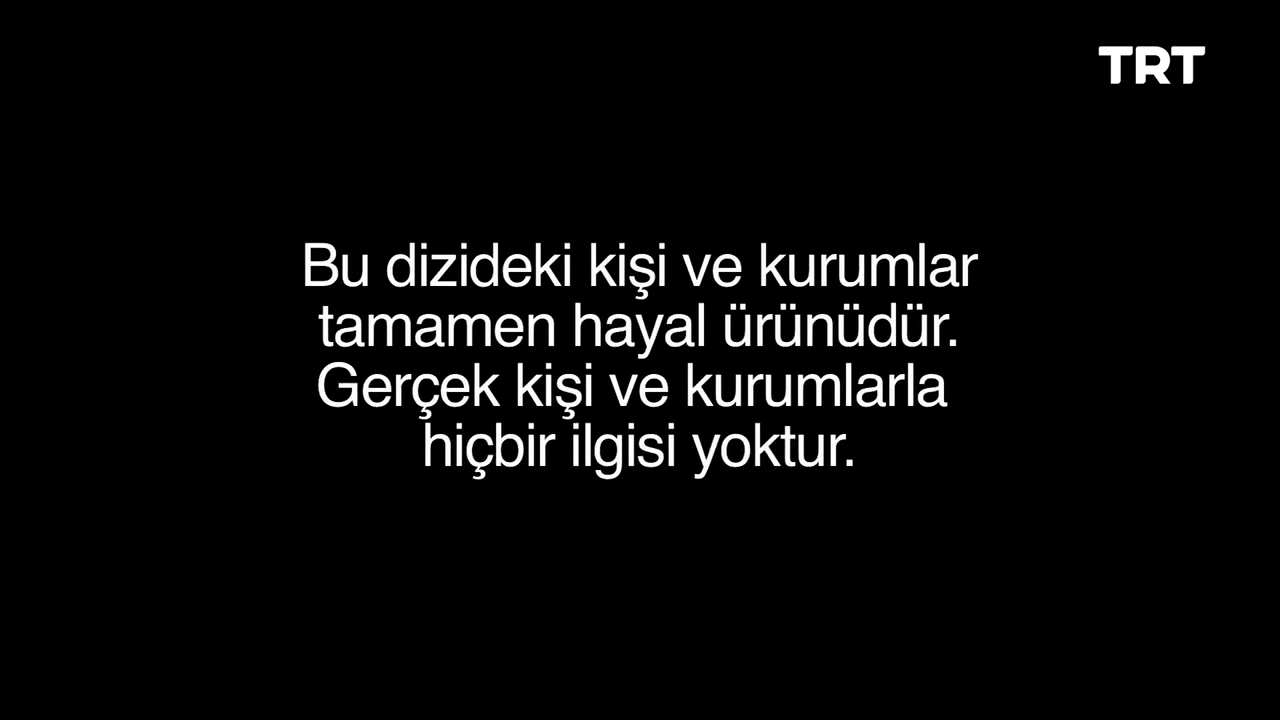 TRT
Bu dizideki kişi ve kurumlar
tamamen hayal ürünüdür.
Gerçek kişi ve kurumlarla
hiçbir ilgisi yoktur.